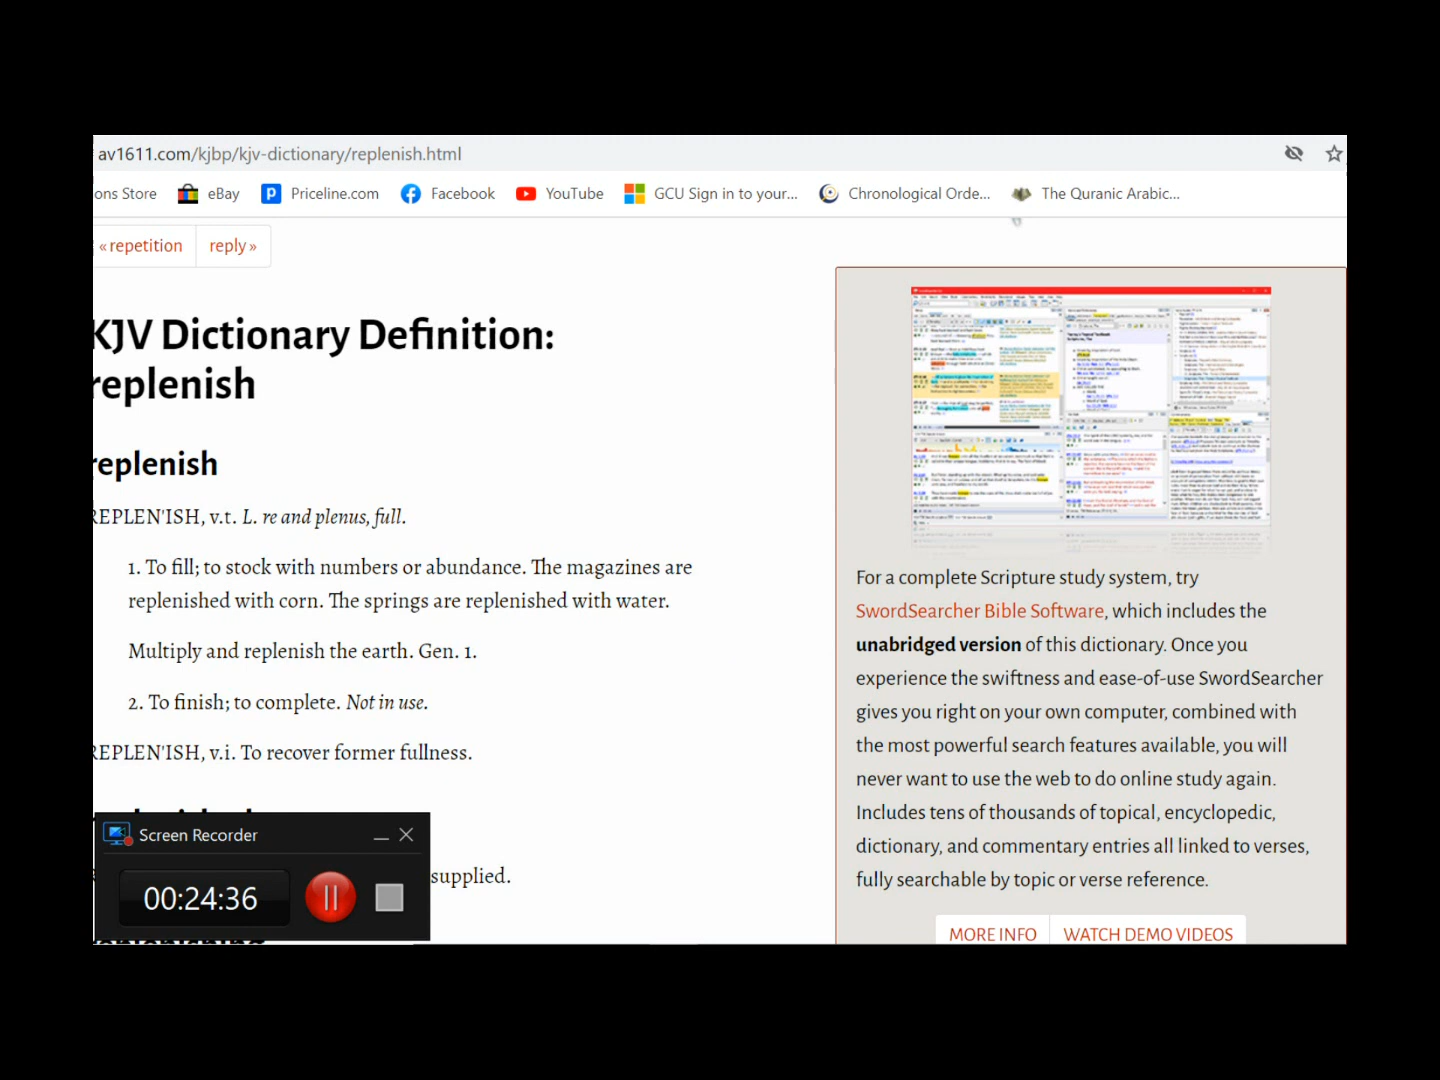 av1611.com/kjbp/kjv-dictionary/replenish.html
ons Store eBay Priceline.com Facebook YouTube GCU Sign in to your... Chronological Orde... The Quranic Arabic...
« repetition reply »
KJV Dictionary Definition:
replenish
replenish
REPLEN'ISH, v.t. L. re and plenus, full.
1. To fill; to stock with numbers or abundance. The magazines are
replenished with corn. The springs are replenished with water.
Multiply and replenish the earth. Gen. 1.
2. To finish; to complete. Not in use.
REPLEN'ISH, v.i. To recover former fullness.
supplied.
Screen Recorder
00:24:36
For a complete Scripture study system, try
SwordSearcher Bible Software, which includes the
unabridged version of this dictionary. Once you
experience the swiftness and ease-of-use SwordSearcher
gives you right on your own computer, combined with
the most powerful search features available, you will
never want to use the web to do online study again.
Includes tens of thousands of topical, encyclopedic,
dictionary, and commentary entries all linked to verses,
fully searchable by topic or verse reference.
MORE INFO WATCH DEMO VIDEOS